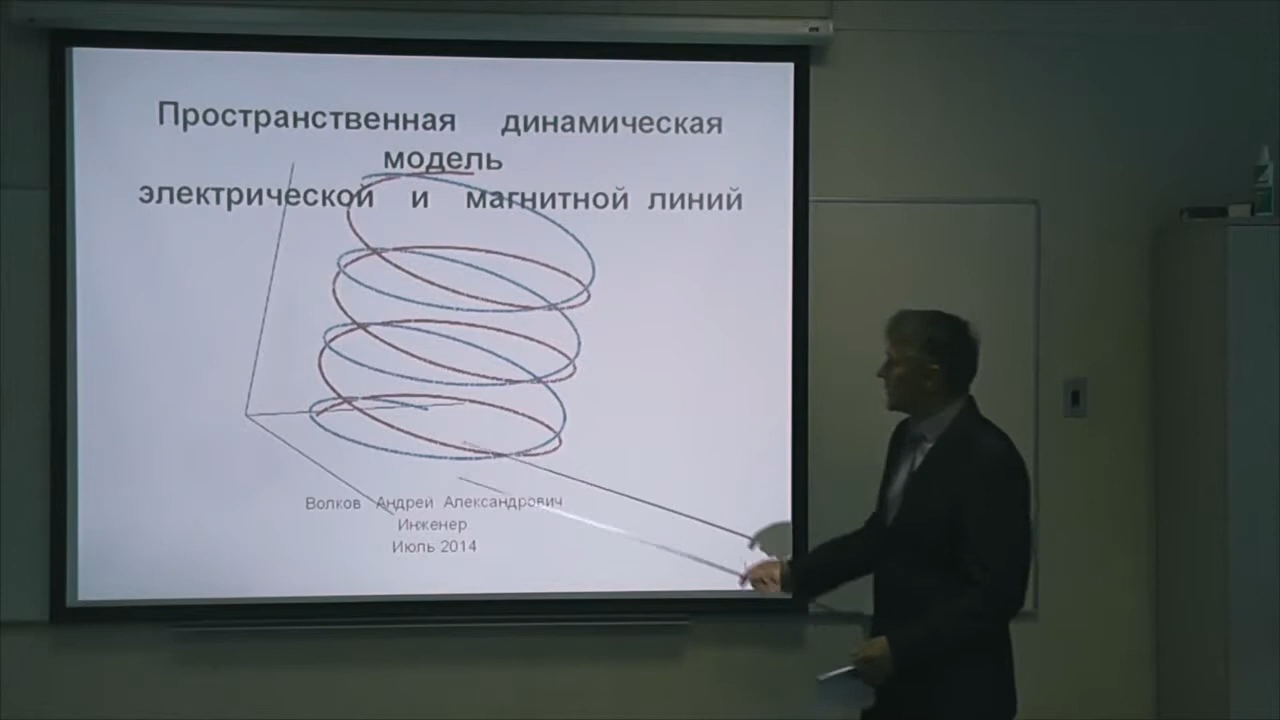 Пространственная динамическая
модель
электрической и магнитной линий
Волков Андрей Александрович
Инженер
Июль 2014